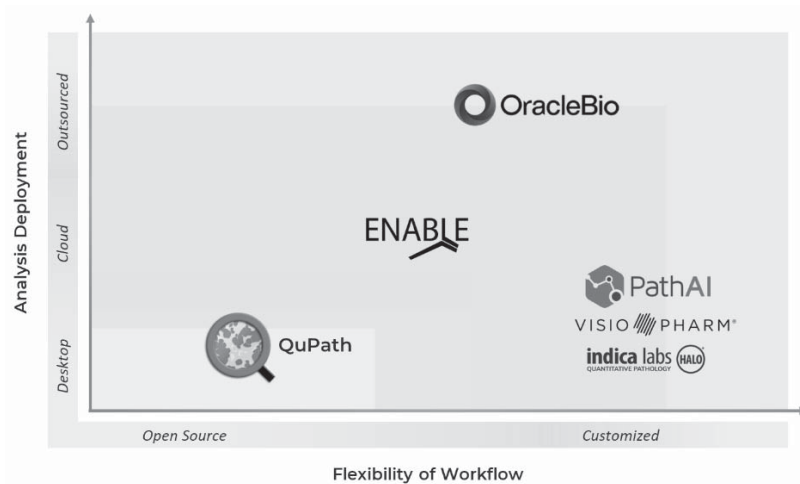 Analysis Deployment
Outsourced
Cloud
Desktop
OracleBio
ENABLE
PathAI
VISIOPHARM®
QuPath
indica labs HALO
QUANTITATIVE PATHOLOGY
Open Source
Customized
Flexibility of Workflow